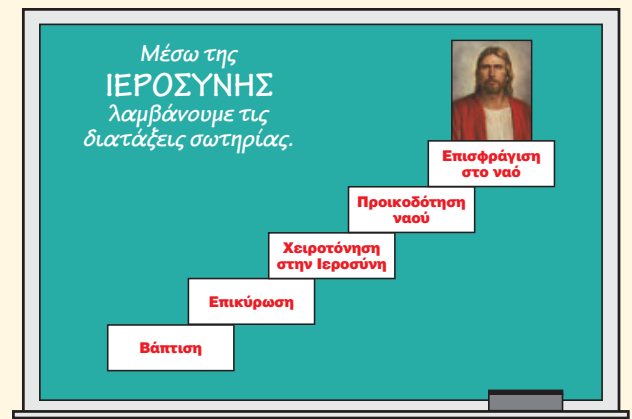 Μέσω της
ΙΕΡΟΣΥΝΗΣ
λαμβάνουμε τις
διατάξεις σωτηρίας.
Επισφράγιση
στο ναό
Προικοδότηση
ναού
Χειροτόνηση
στην Ιεροσύνη
Επικύρωση
Βάπτιση